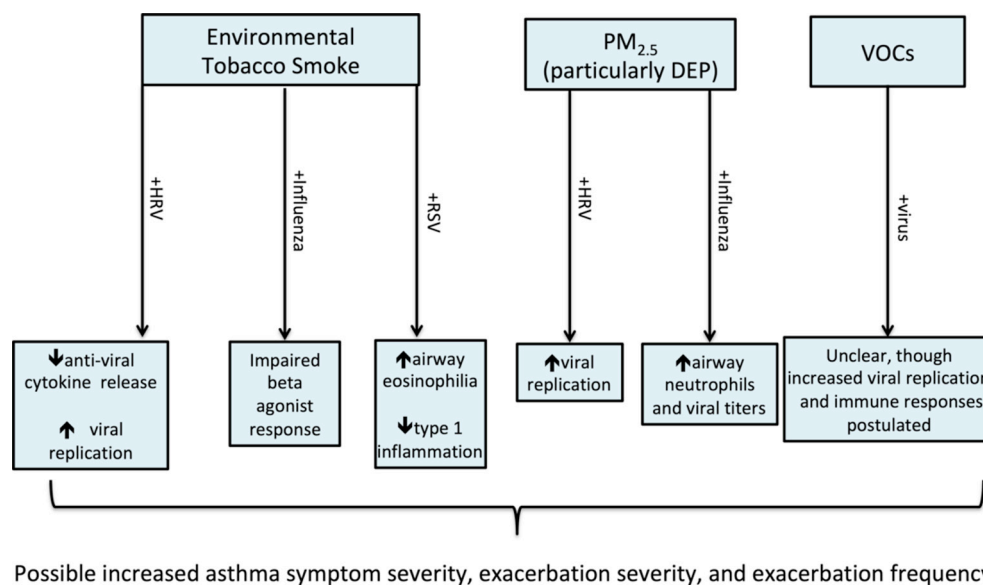 Environmental
Tobacco Smoke
PM2.5
(particularly DEP)
VOCs
+HRV
+Influenza
+RSV
+HRV
+Influenza
+virus
↓anti-viral
cytokine release
↑ viral
replication
Impaired
beta
agonist
response
↑airway
eosinophilia
↓type 1
inflammation
↑viral
replication
↑airway
neutrophils
and viral titers
Unclear, though
increased viral replication
and immune responses
postulated
Possible increased asthma symptom severity, exacerbation severity, and exacerbation frequency